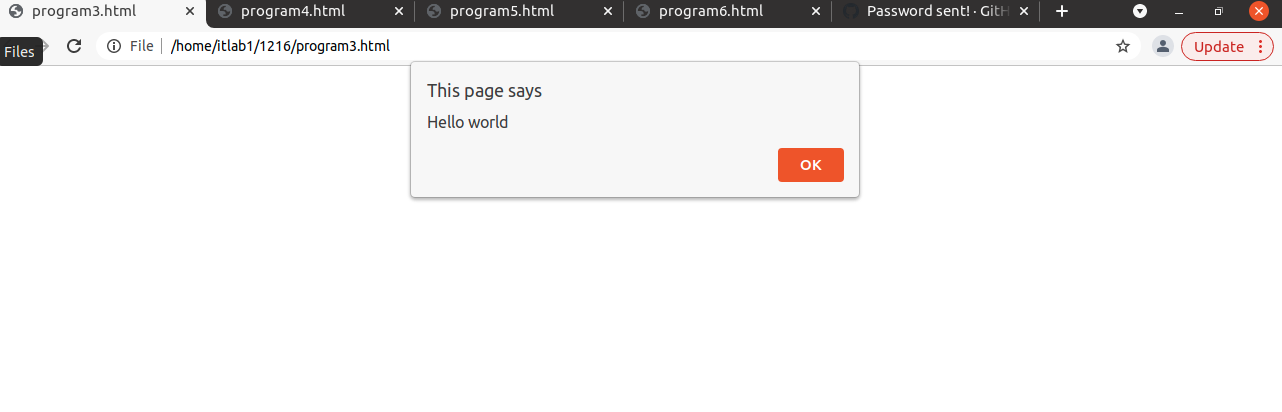 program3.html
program4.html
program5.html
program6.html
Password sent! · GitH
Files
File
/home/itlab1/1216/program3.html
Update
This page says
Hello world
OK